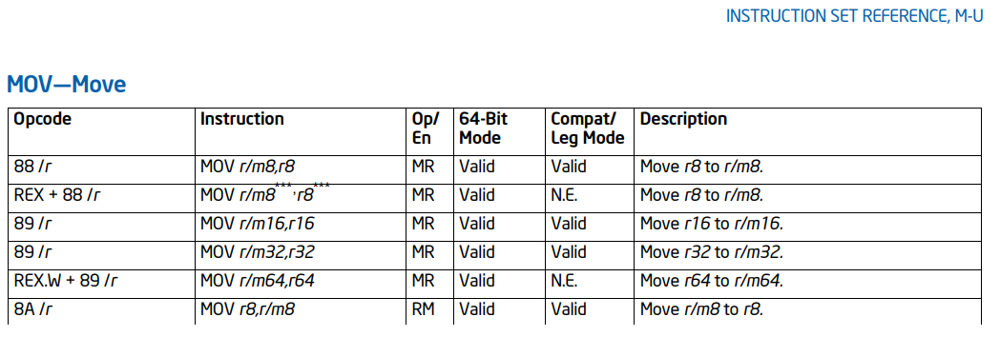 INSTRUCTION SET REFERENCE, M-U
MOV—Move
Opcode Instruction Op/ En 64-Bit Mode Compat/ Leg Mode Description
88 /r MOV r/m8,r8 MR Valid Valid Move r8 to r/m8.
REX + 88 /r MOV r/m8***,r8*** MR Valid N.E. Move r8 to r/m8.
89 /r MOV r/m16,r16 MR Valid Valid Move r16 to r/m16.
89 /r MOV r/m32,r32 MR Valid Valid Move r32 to r/m32.
REX.W + 89 /r MOV r/m64,r64 MR Valid N.E. Move r64 to r/m64.
8A /r MOV r8,r/m8 RM Valid Valid Move r/m8 to r8.